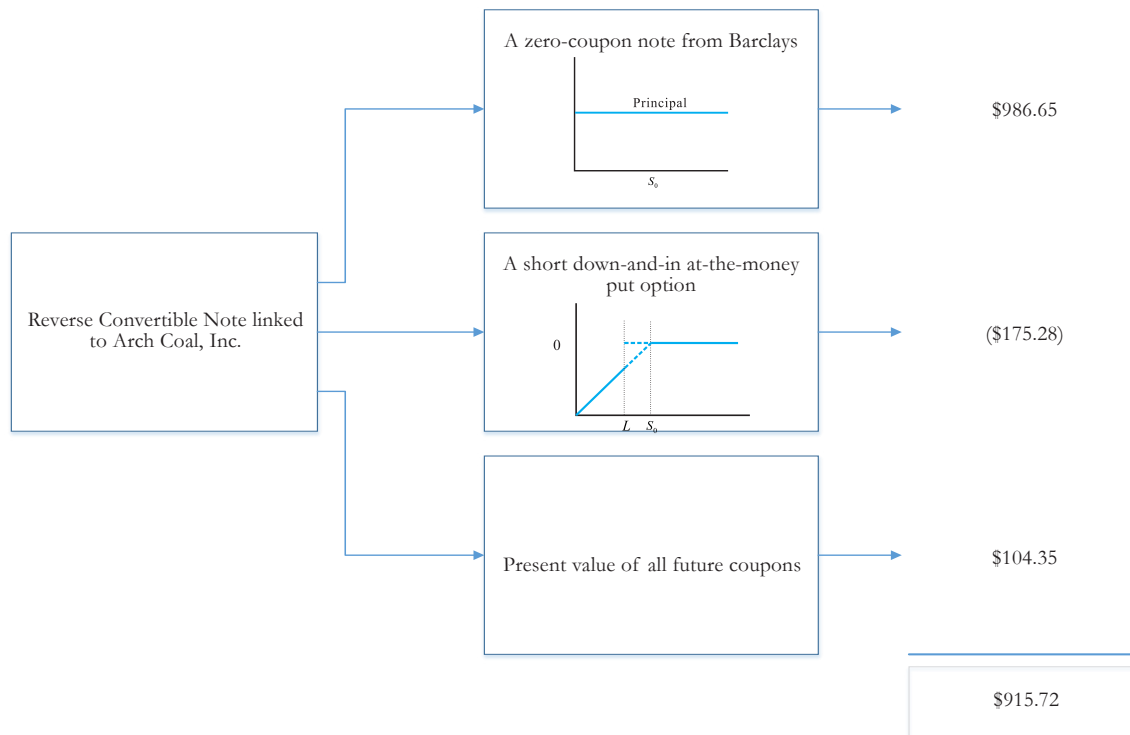 A zero-coupon note from Barclays
Principal
S₀
$986.65
Reverse Convertible Note linked
to Arch Coal, Inc.
A short down-and-in at-the-money
put option
0
L S₀
($175.28)
Present value of all future coupons
$104.35
$915.72